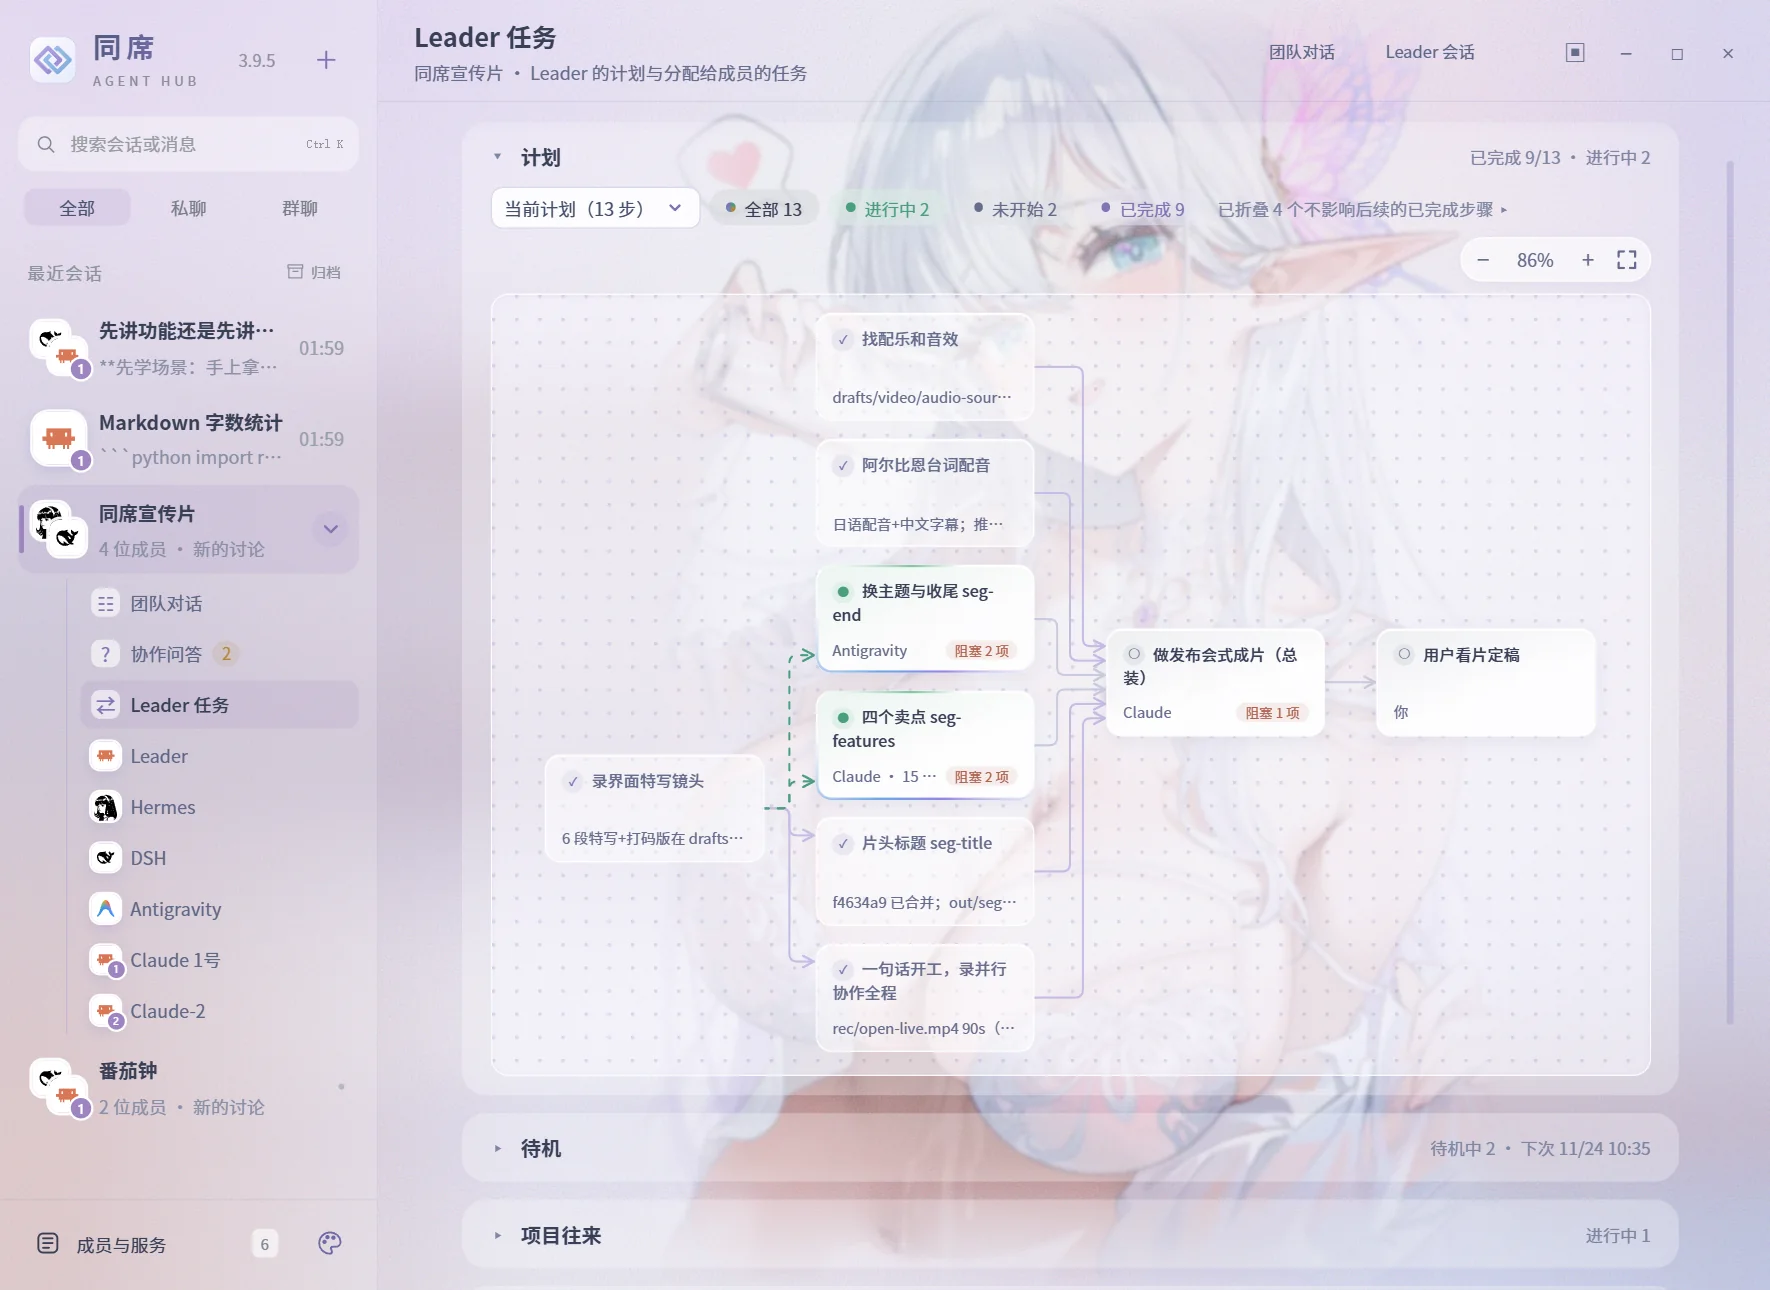 同席
AGENT HUB
3.9.5
搜索会话或消息
Ctrl K
全部
私聊
群聊
最近会话
归档
先讲功能还是先讲…
**先学场景：手上拿…
01:59
1
Markdown 字数统计
```python import r…
01:59
1
同席宣传片
4 位成员 · 新的讨论
团队对话
协作问答 2
Leader 任务
Leader
Hermes
DSH
Antigravity
Claude 1号
1
Claude-2
2
番茄钟
2 位成员 · 新的讨论
1
成员与服务
6
Leader 任务
同席宣传片 · Leader 的计划与分配给成员的任务
团队对话
Leader 会话
计划
已完成 9/13 · 进行中 2
当前计划（13 步）
全部 13
进行中 2
未开始 2
已完成 9
已折叠 4 个不影响后续的已完成步骤
86%
找配乐和音效
drafts/video/audio-sour…
阿尔比恩台词配音
日语配音+中文字幕；推…
换主题与收尾 seg-
end
Antigravity
阻塞 2 项
四个卖点 seg-
features
Claude · 15 …
阻塞 2 项
录界面特写镜头
6 段特写+打码版在 drafts…
片头标题 seg-title
f4634a9 已合并；out/seg…
一句话开工，录并行
协作全程
rec/open-live.mp4 90s（…
做发布会式成片（总
装）
Claude
阻塞 1 项
用户看片定稿
你
待机
待机中 2 · 下次 11/24 10:35
项目往来
进行中 1